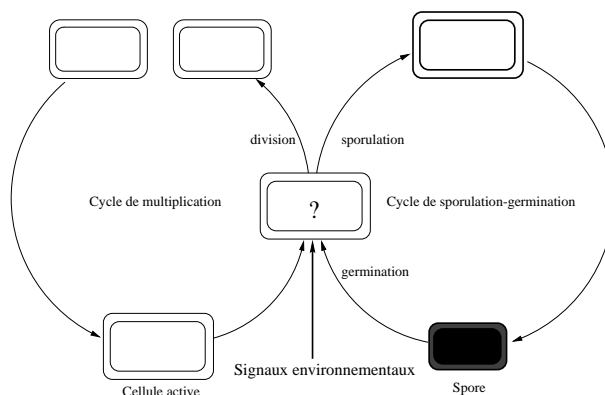 division
sporulation
Cycle de multiplication
?
Cycle de sporulation-germination
germination
Signaux environnementaux
Cellule active
Spore